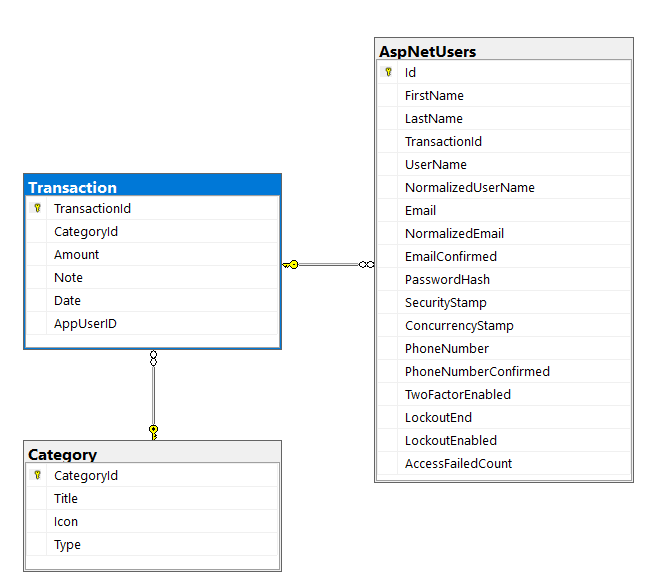 AspNetUsers
Id
FirstName
LastName
TransactionId
UserName
NormalizedUserName
Email
NormalizedEmail
EmailConfirmed
PasswordHash
SecurityStamp
ConcurrencyStamp
PhoneNumber
PhoneNumberConfirmed
TwoFactorEnabled
LockoutEnd
LockoutEnabled
AccessFailedCount
Transaction
TransactionId
CategoryId
Amount
Note
Date
AppUserID
Category
CategoryId
Title
Icon
Type